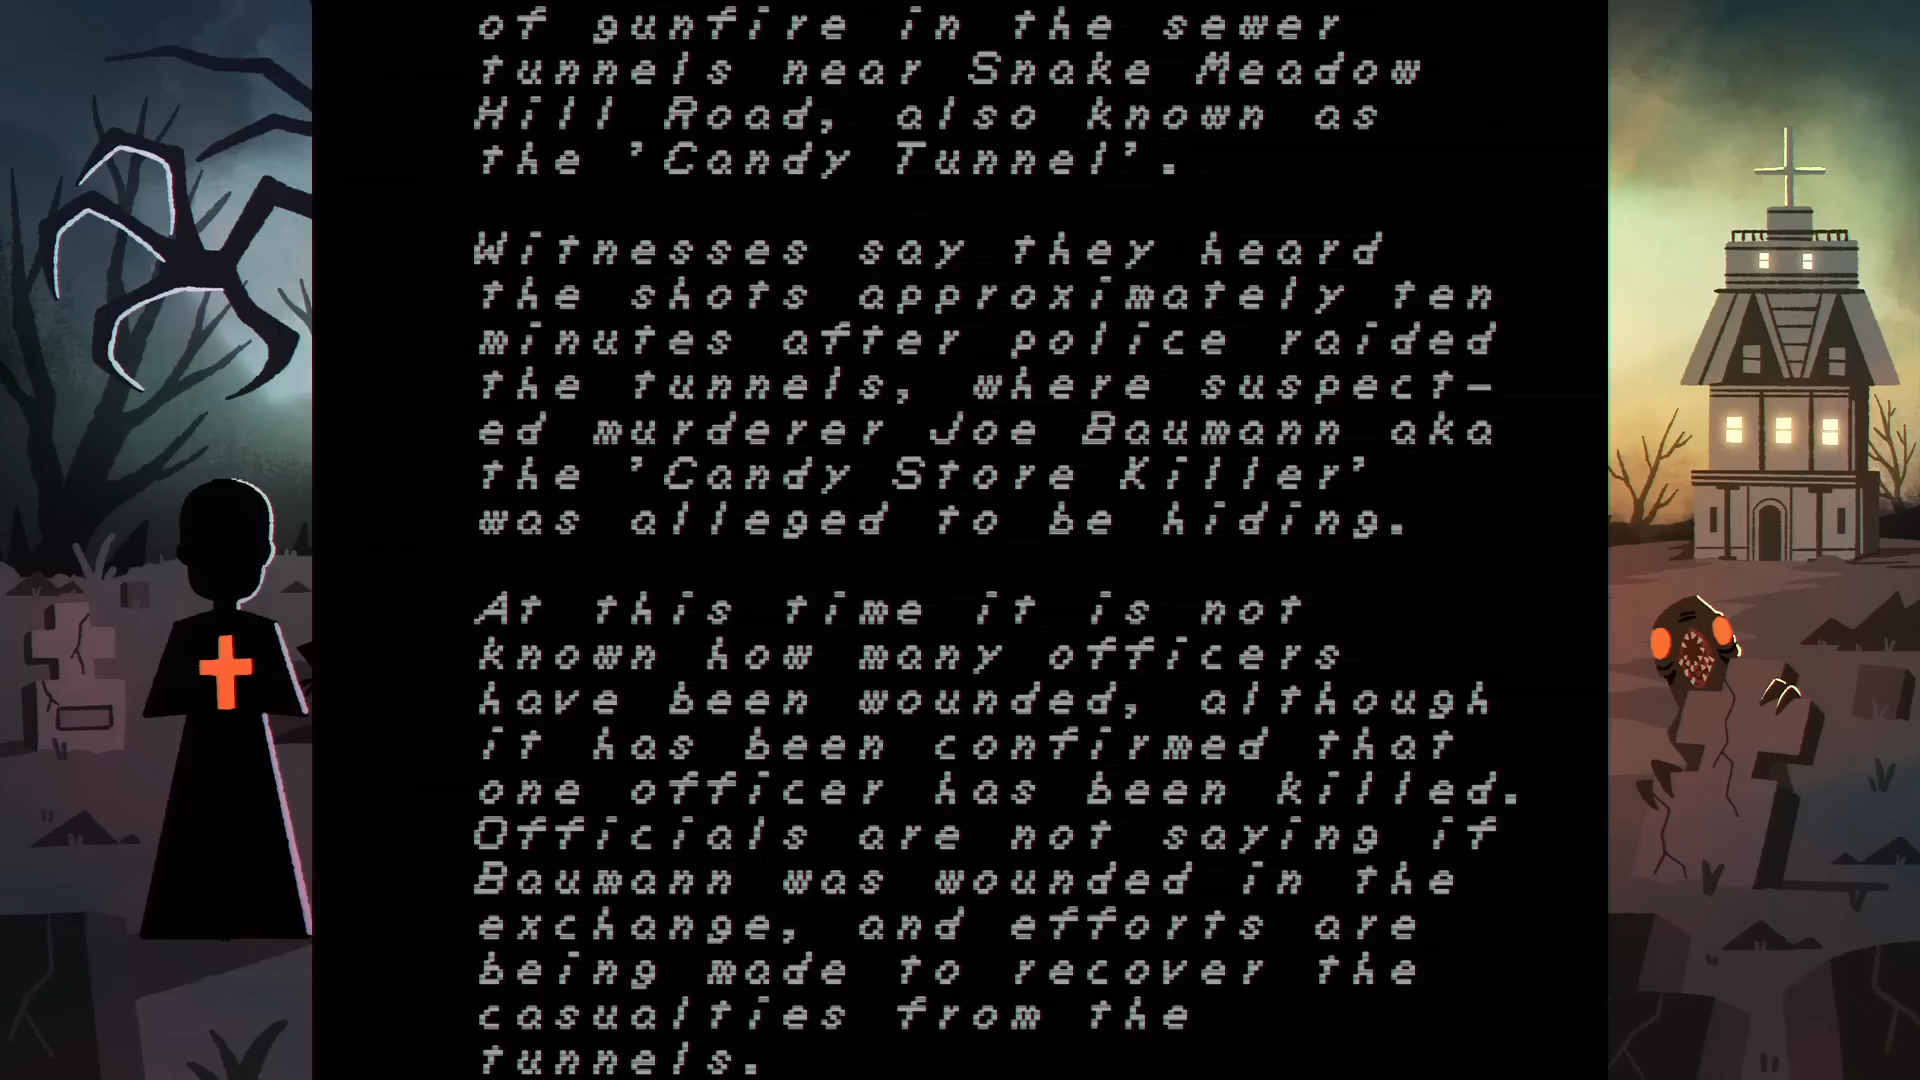 of gunfire in the sewer
tunnels near Snake Meadow
Hill Road, also known as
the 'Candy Tunnel'.
Witnesses say they heard
the shots approximately ten
minutes after police raided
the tunnels, where suspect-
ed murderer Joe Baumann aka
the 'Candy Store Killer'
was alleged to be hiding.
At this time it is not
known how many officers
have been wounded, although
it has been confirmed that
one officer has been killed.
Officials are not saying if
Baumann was wounded in the
exchange, and efforts are
being made to recover the
casualties from the
tunnels.